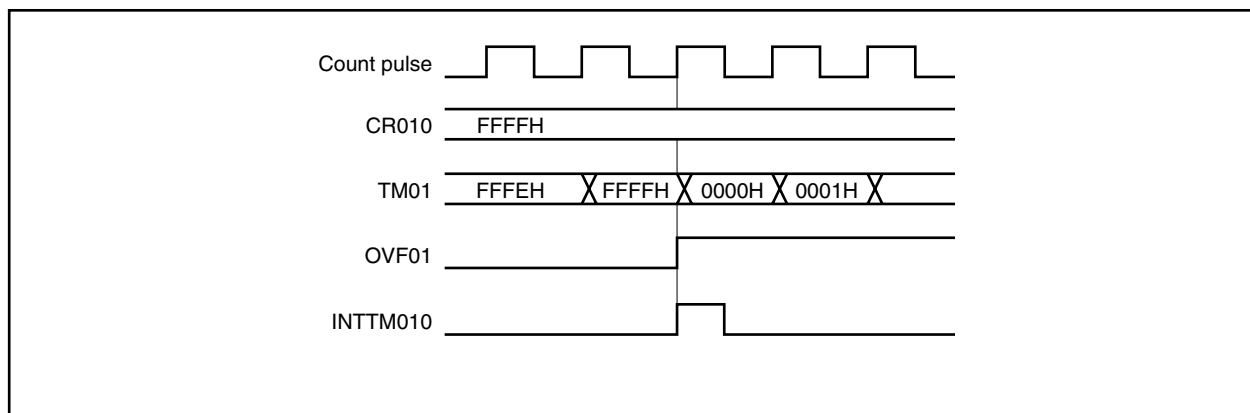 Count pulse
CR010 FFFFH
TM01 FFFEH FFFFH 0000H 0001H
OVF01
INTTM010